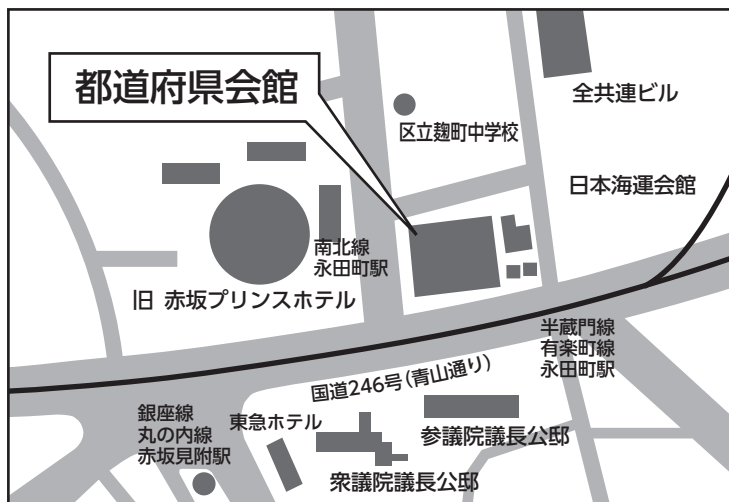 都道府県会館
全共連ビル
区立麹町中学校
日本海運会館
南北線
永田町駅
旧 赤坂プリンスホテル
半蔵門線
有楽町線
永田町駅
国道246号(青山通り)
銀座線
丸の内線
赤坂見附駅
東急ホテル
参議院議長公邸
衆議院議長公邸